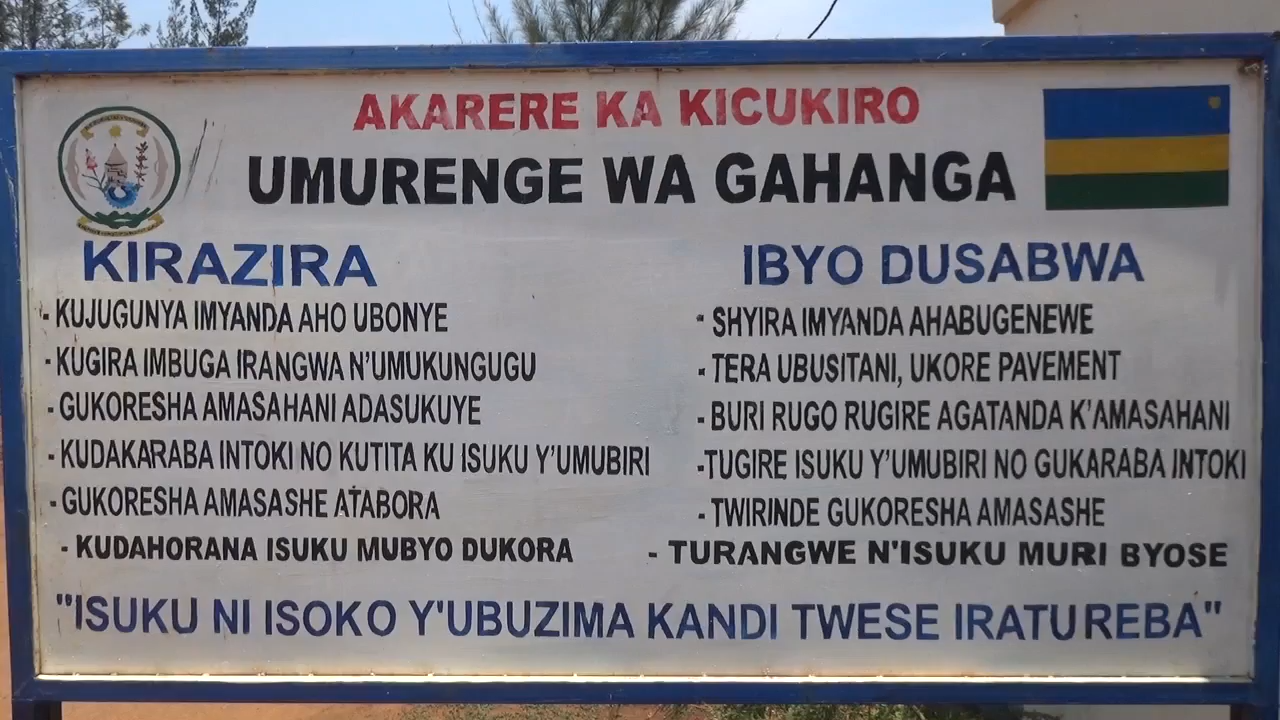 AKARERE KA KICUKIRO
UMURENGE WA GAHANGA
KIRAZIRA
- KUJUGUNYA IMYANDA AHO UBONYE
- KUGIRA IMBUGA IRANGWA N'UMUKUNGUGU
- GUKORESHA AMASAHANI ADASUKUYE
- KUDAKARABA INTOKI NO KUTITA KU ISUKU Y'UMUBIRI
- GUKORESHA AMASASHE ATABORA
- KUDAHORANA ISUKU MUBYO DUKORA
IBYO DUSABWA
- SHYIRA IMYANDA AHABUGENEWE
- TERA UBUSITANI, UKORE PAVEMENT
- BURI RUGO RUGIRE AGATANDA K'AMASAHANI
-TUGIRE ISUKU Y'UMUBIRI NO GUKARABA INTOKI
- TWIRINDE GUKORESHA AMASASHE
- TURANGWE N'ISUKU MURI BYOSE
"ISUKU NI ISOKO Y'UBUZIMA KANDI TWESE IRATUREBA"